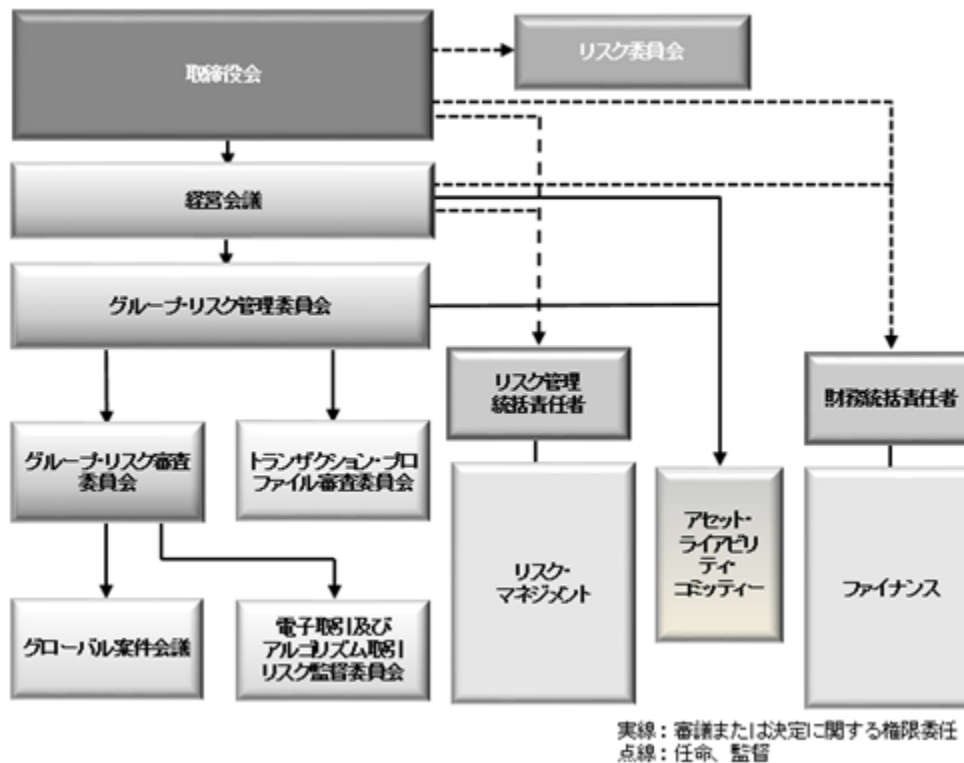 取締役会
リスク委員会
経営会議
グループ・リスク管理委員会
リスク管理
統括責任者
財務統括責任者
グループ・リスク審査
委員会
トランザクション・プロ
ファイル審査委員会
リスク・
マネジメント
アセット・
ライアビリ
ティ・
コミッティー
ファイナンス
グローバル案件会議
電子取引及び
アルゴリズム取引
リスク監督委員会
実線：審議または決定に関する権限委任
点線：任命、監督